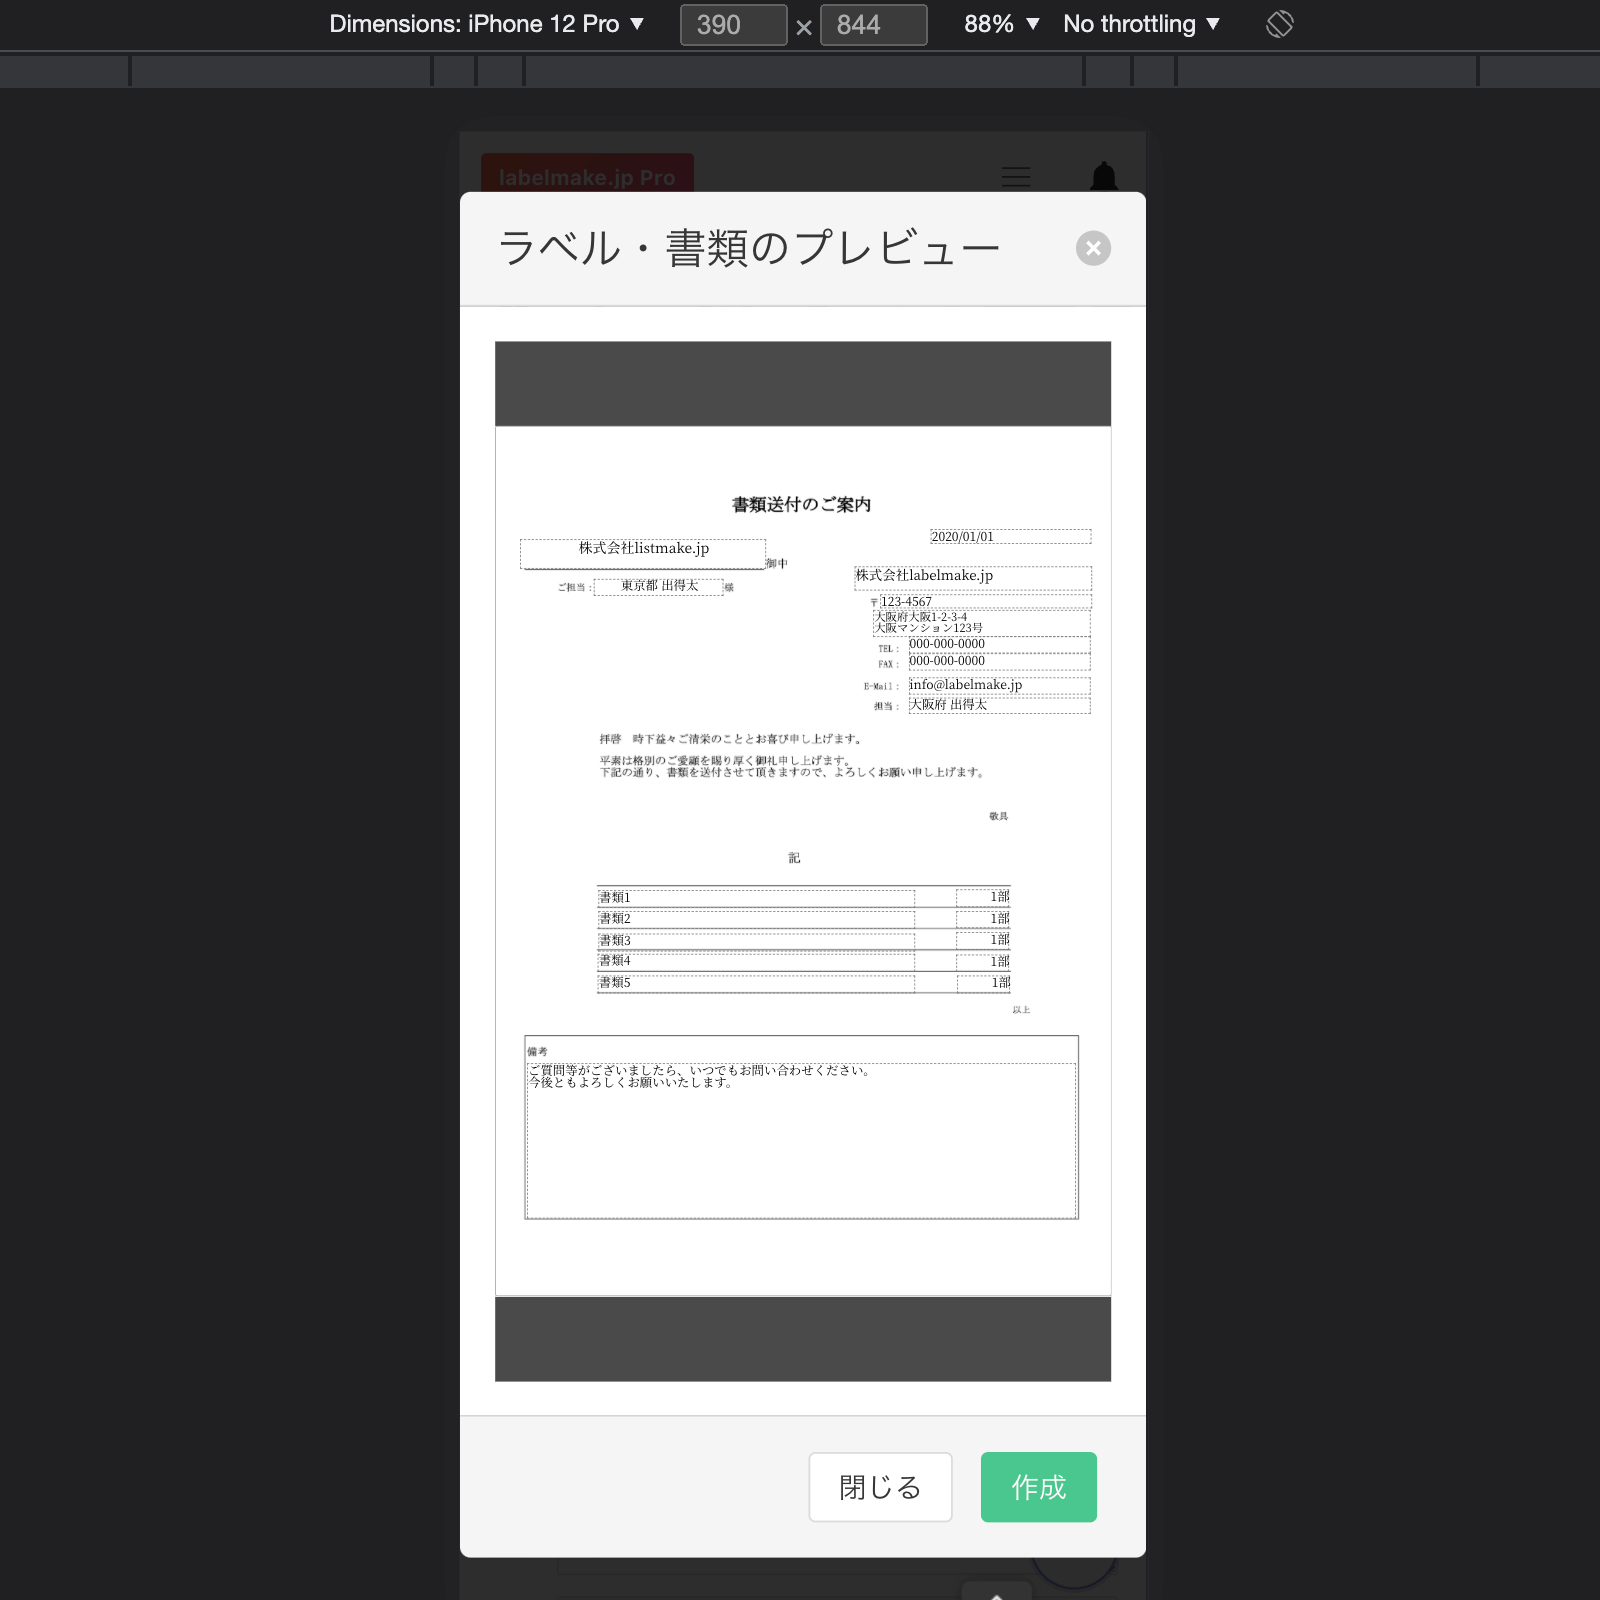 Dimensions: iPhone 12 Pro ▼ 390 × 844 88% ▼ No throttling ▼
labelmake.jp Pro
ラベル・書類のプレビュー
書類送付のご案内
2020/01/01
株式会社listmake.jp 御中
ご担当： 東京都 出得太 様
株式会社labelmake.jp
〒 123-4567
大阪府大阪1-2-3-4
大阪マンション123号
TEL： 000-000-0000
FAX： 000-000-0000
E-Mail： info@labelmake.jp
担当： 大阪府 出得太
拝啓　時下益々ご清栄のこととお喜び申し上げます。
平素は格別のご愛顧を賜り厚く御礼申し上げます。
下記の通り、書類を送付させて頂きますので、よろしくお願い申し上げます。
敬具
記
書類1 1部
書類2 1部
書類3 1部
書類4 1部
書類5 1部
以上
備考
ご質問等がございましたら、いつでもお問い合わせください。
今後ともよろしくお願いいたします。
閉じる 作成